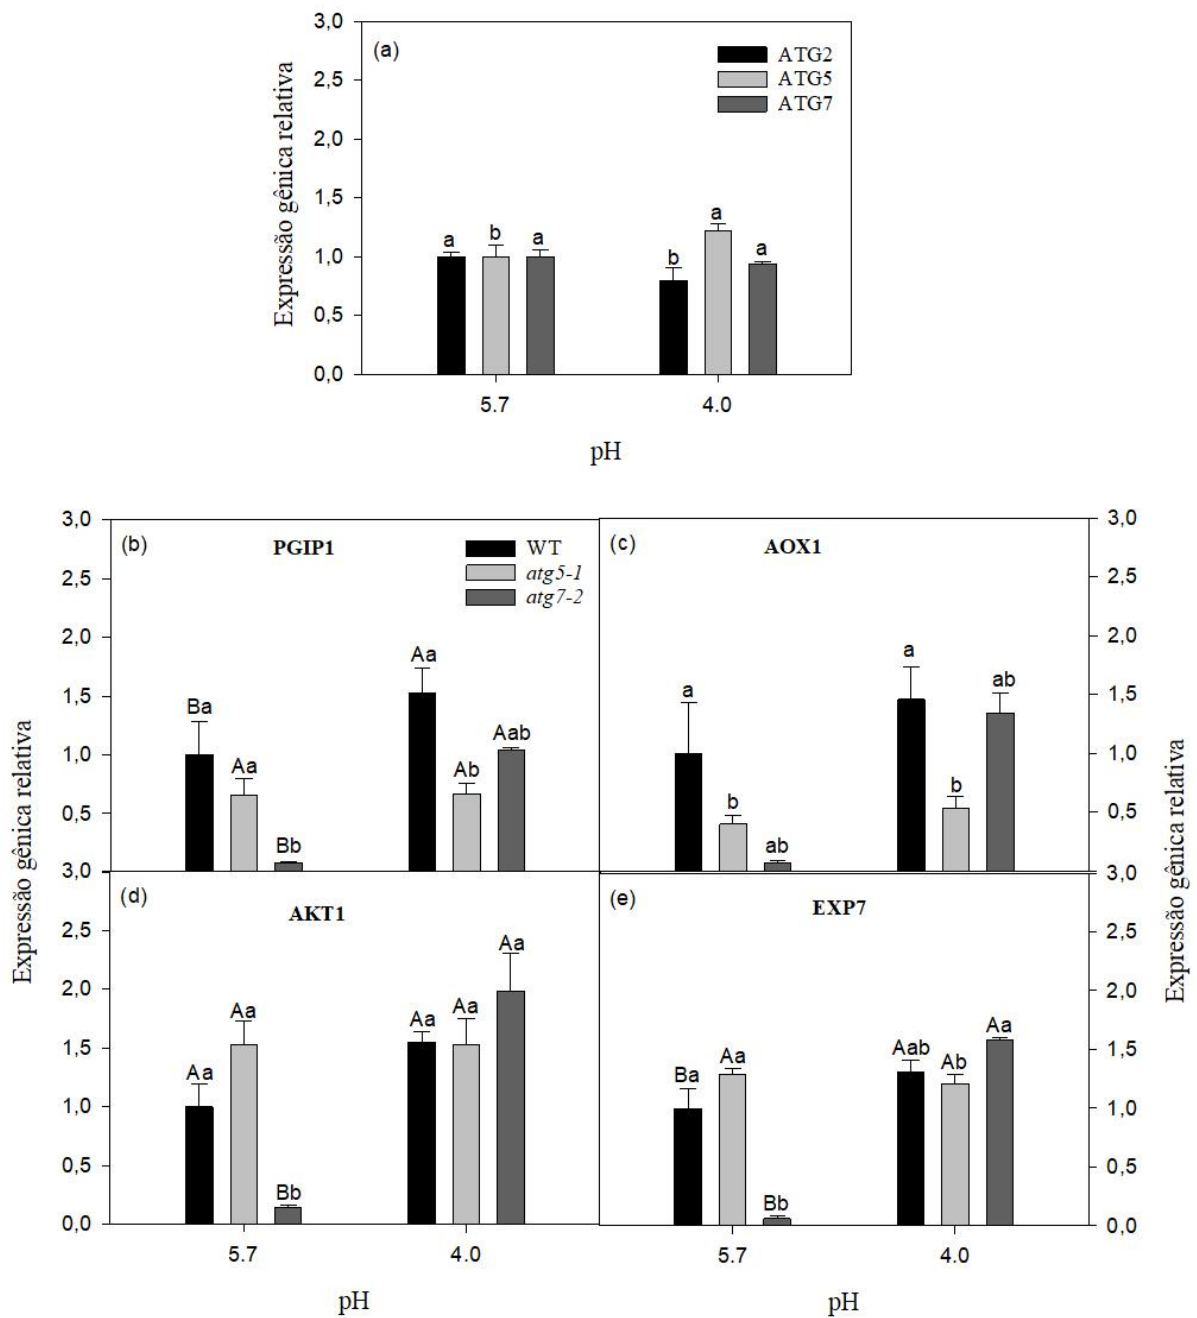 3,0
(a)
ATG2
2,5
ATG5
ATG7
2,0
1,5
1,0
0,5
0,0
Expressão gênica relativa
a b a
b a a
5.7 4.0
pH
3,0
(b) PGIP1
WT
2,5
atg5-1
atg7-2
2,0
1,5
1,0
0,5
3,0
Ba Aa Bb
Aa Ab Aab
(c) AOX1
3,0
2,5
2,0
1,5
1,0
0,5
3,0
a b ab
a b ab
Expressão gênica relativa
(d) AKT1
2,5
2,0
1,5
1,0
0,5
0,0
Aa Aa Bb
Aa Aa Aa
5.7 4.0
pH
(e) EXP7
2,5
2,0
1,5
1,0
0,5
0.0
Ba Aa Bb
Aab Ab Aa
5.7 4.0
pH
Expressão gênica relativa